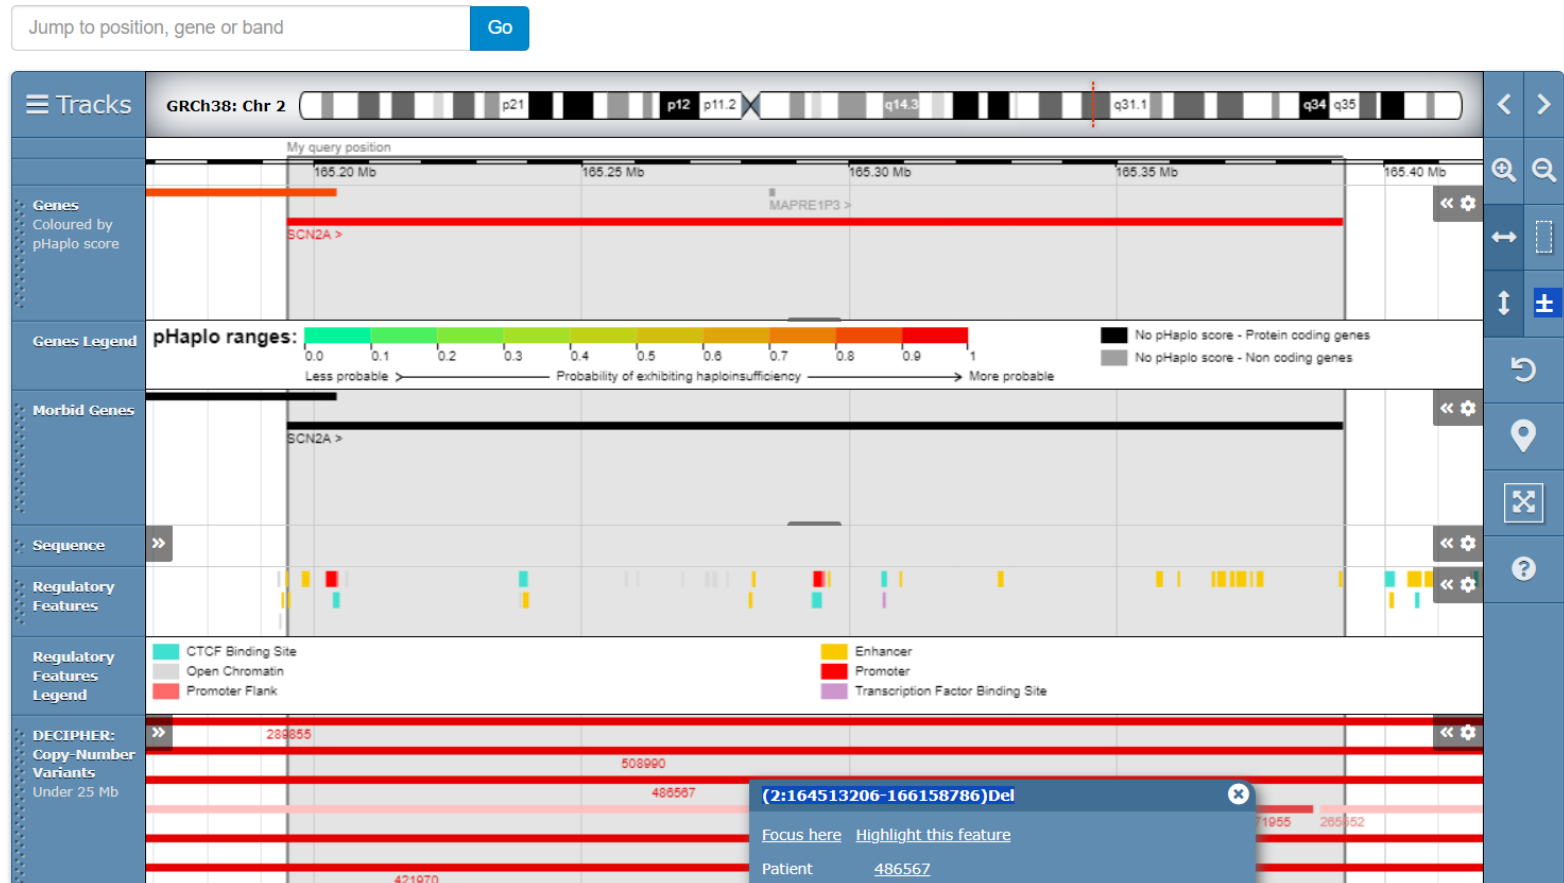 Jump to position, gene or band
Go
Tracks
GRCh38: Chr 2
p21
p12
p11.2
q14.3
q31.1
q34
q35
My query position
165.20 Mb
165.25 Mb
165.30 Mb
165.35 Mb
165.40 Mb
Genes
Coloured by
pHaplo score
MAPRE1P3 >
SCN2A >
Genes Legend
pHaplo ranges:
0.0
0.1
0.2
0.3
0.4
0.5
0.6
0.7
0.8
0.9
1
Less probable
Probability of exhibiting haploinsufficiency
More probable
No pHaplo score - Protein coding genes
No pHaplo score - Non coding genes
Morbid Genes
SCN2A >
Sequence
Regulatory
Features
Regulatory
Features
Legend
CTCF Binding Site
Open Chromatin
Promoter Flank
Enhancer
Promoter
Transcription Factor Binding Site
DECIPHER:
Copy-Number
Variants
Under 25 Mb
289855
508990
486567
71955
265652
421970
(2:164513206-166158786)Del
Focus here
Highlight this feature
Patient
486567